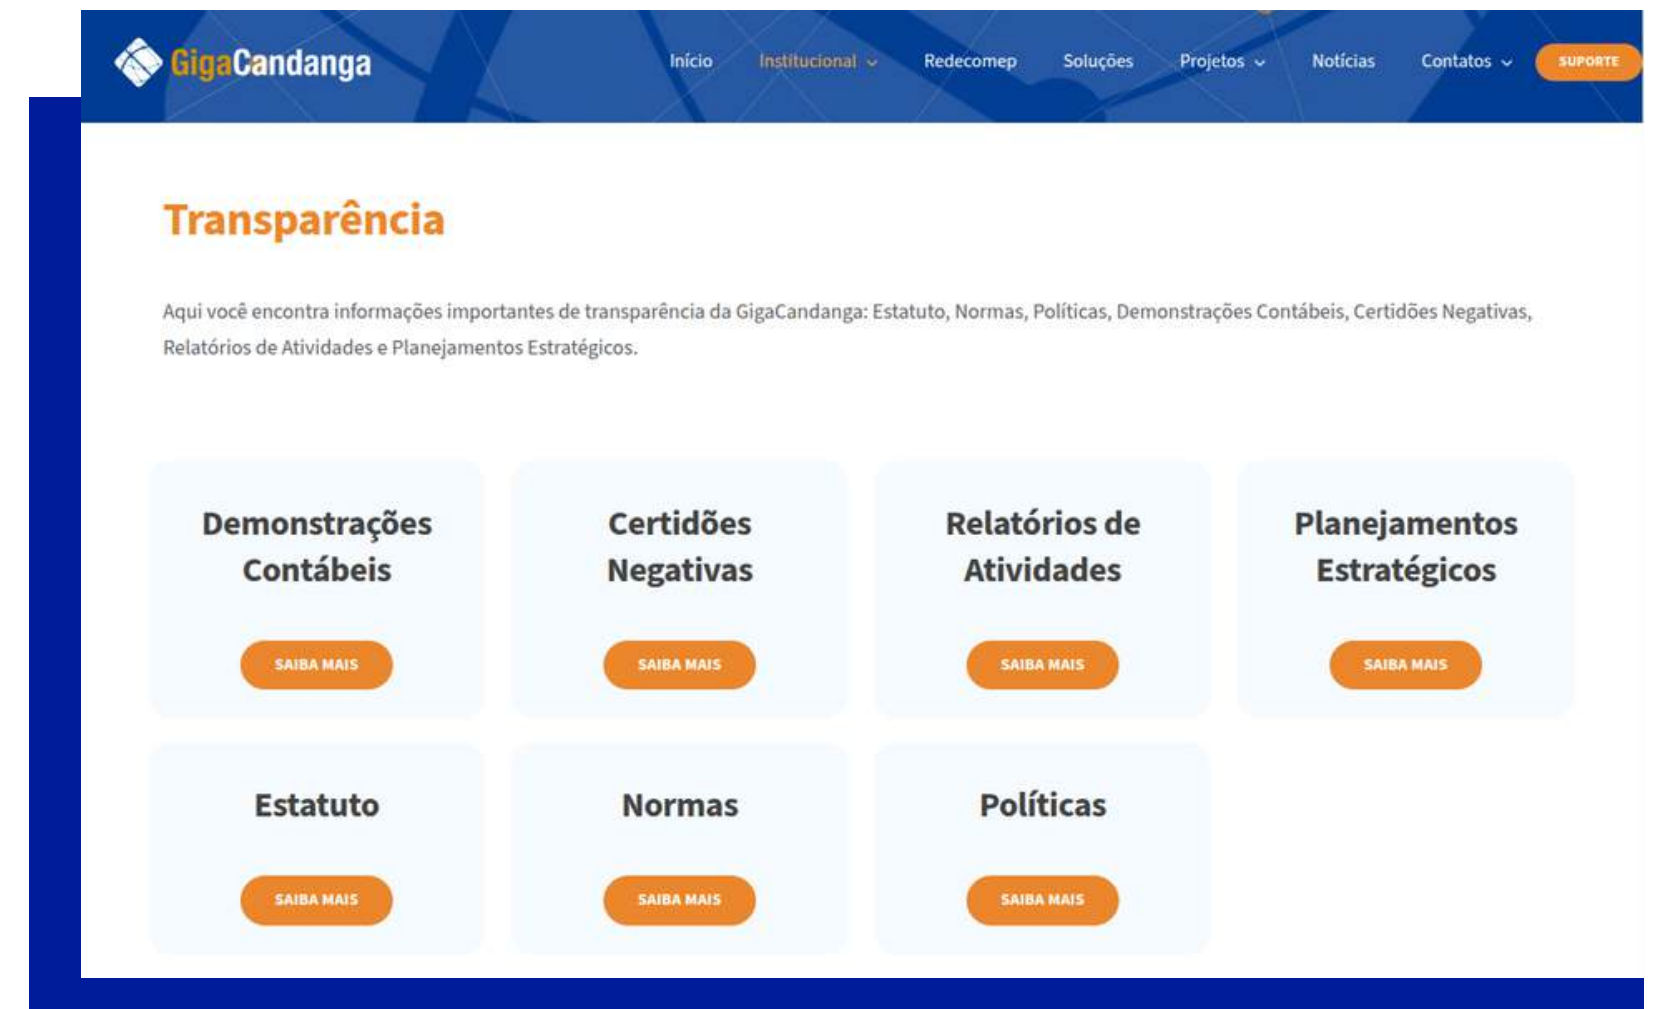 GigaCandanga
Início Institucional Redecomep Soluções Projetos Notícias Contatos SUPORTE
Transparência
Aqui você encontra informações importantes de transparência da GigaCandanga: Estatuto, Normas, Políticas, Demonstrações Contábeis, Certidões Negativas,
Relatórios de Atividades e Planejamentos Estratégicos.
Demonstrações
Contábeis
SAIBA MAIS
Certidões
Negativas
SAIBA MAIS
Relatórios de
Atividades
SAIBA MAIS
Planejamentos
Estratégicos
SAIBA MAIS
Estatuto
SAIBA MAIS
Normas
SAIBA MAIS
Políticas
SAIBA MAIS